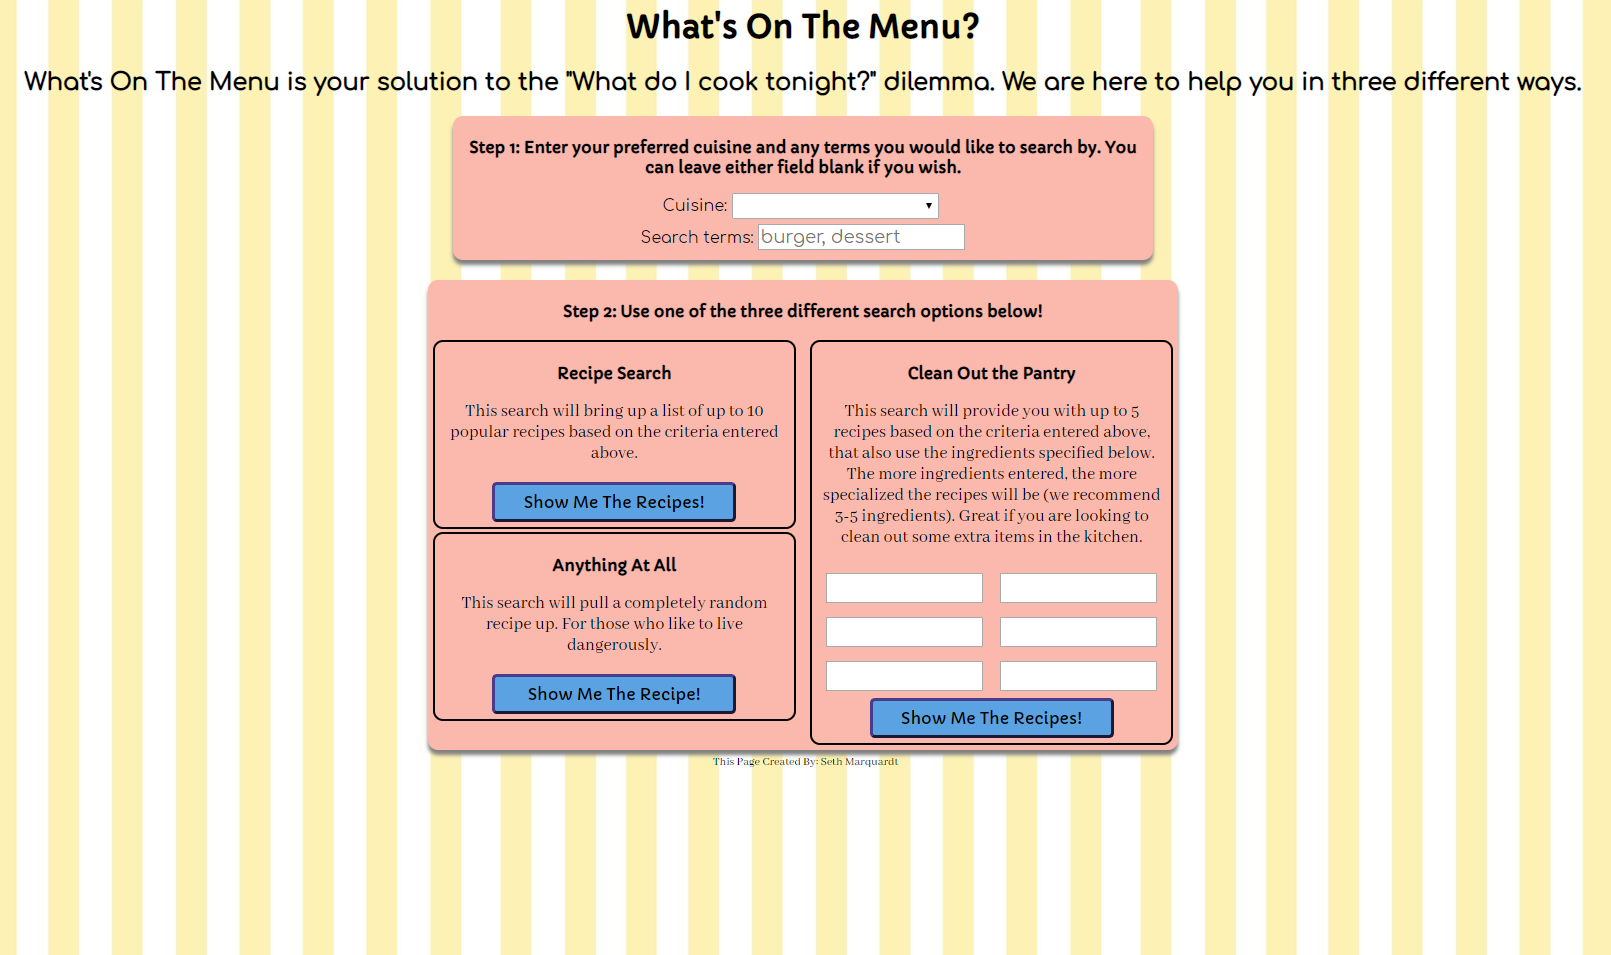 What's On The Menu?
What's On The Menu is your solution to the "What do I cook tonight?" dilemma. We are here to help you in three different ways.
Step 1: Enter your preferred cuisine and any terms you would like to search by. You
can leave either field blank if you wish.
Cuisine:
Search terms: burger, dessert
Step 2: Use one of the three different search options below!
Recipe Search
This search will bring up a list of up to 10
popular recipes based on the criteria entered
above.
Show Me The Recipes!
Anything At All
This search will pull a completely random
recipe up. For those who like to live
dangerously.
Show Me The Recipe!
Clean Out the Pantry
This search will provide you with up to 5
recipes based on the criteria entered above,
that also use the ingredients specified below.
The more ingredients entered, the more
specialized the recipes will be (we recommend
3-5 ingredients). Great if you are looking to
clean out some extra items in the kitchen.
Show Me The Recipes!
This Page Created By: Seth Marquardt